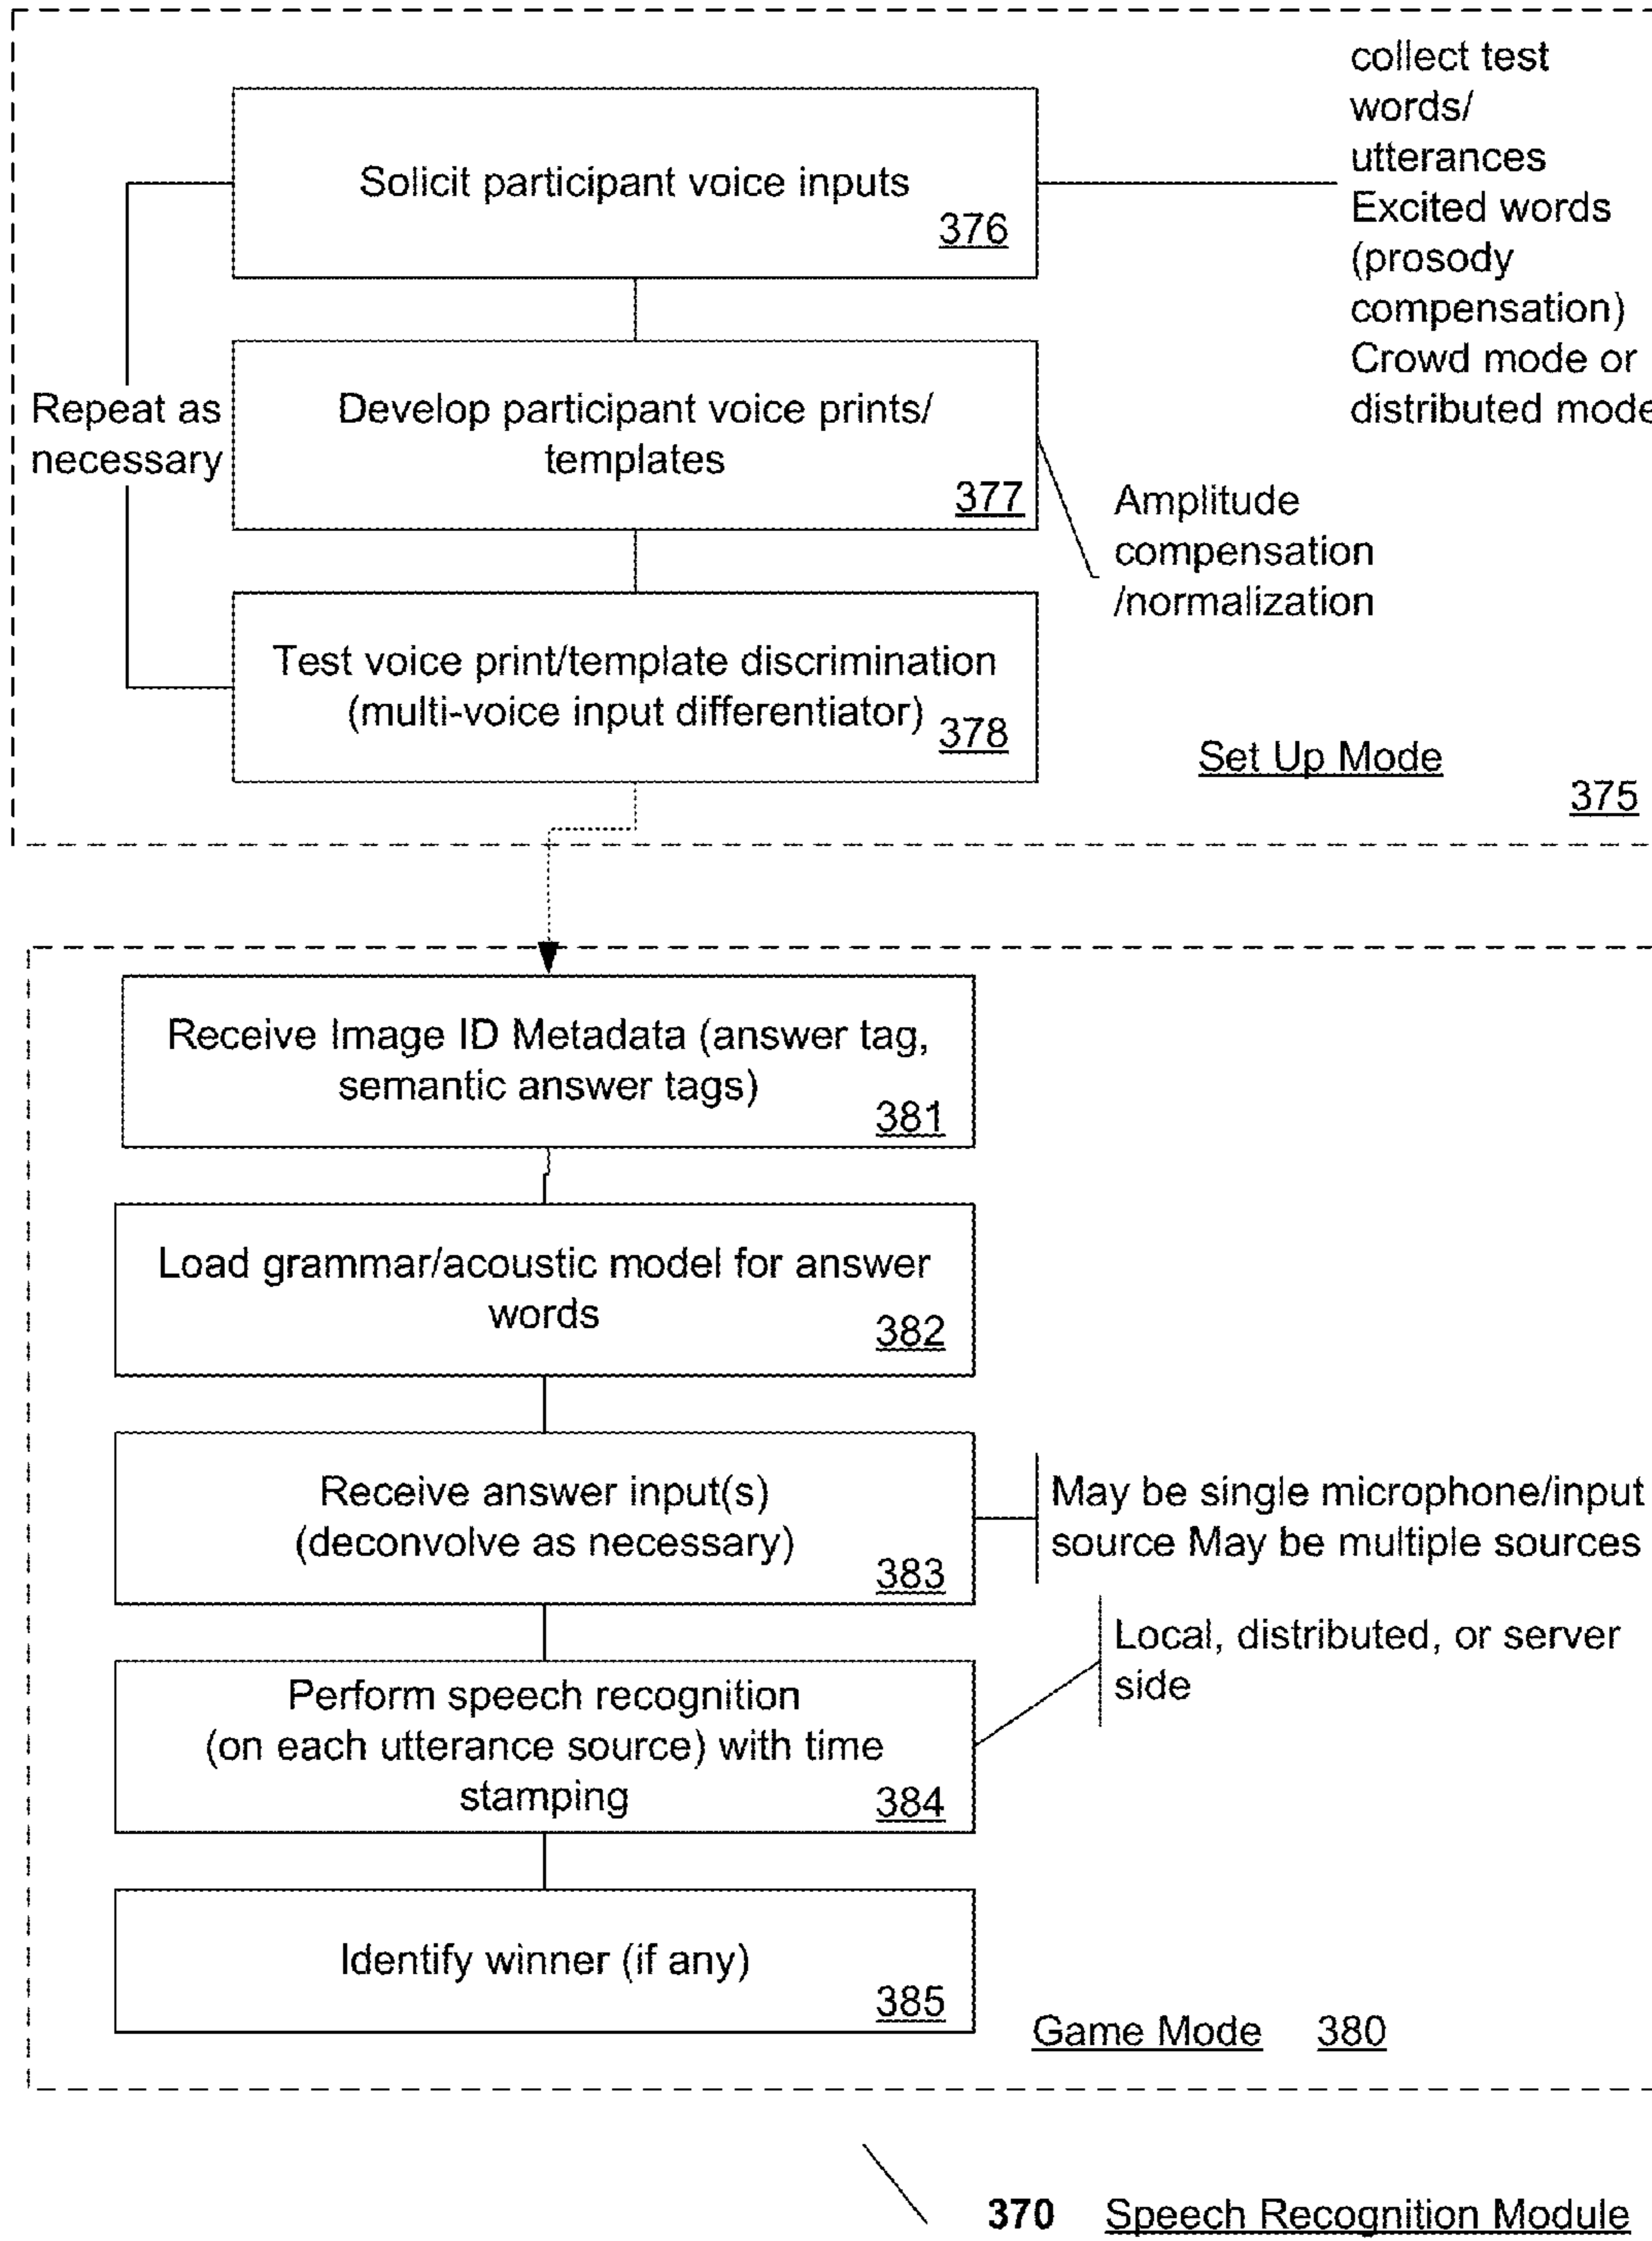 collect test
words/
utterances
Excited words
(prosody
compensation)
Crowd mode or
distributed mode
Solicit participant voice inputs
376
Repeat as
necessary
Develop participant voice prints/
templates
377
Amplitude
compensation
/normalization
Test voice print/template discrimination
(multi-voice input differentiator)
378
Set Up Mode
375
Receive Image ID Metadata (answer tag,
semantic answer tags)
381
Load grammar/acoustic model for answer
words
382
Receive answer input(s)
(deconvolve as necessary)
383
May be single microphone/input
source May be multiple sources
Local, distributed, or server
side
Perform speech recognition
(on each utterance source) with time
stamping
384
Identify winner (if any)
385
Game Mode 380
370 Speech Recognition Module